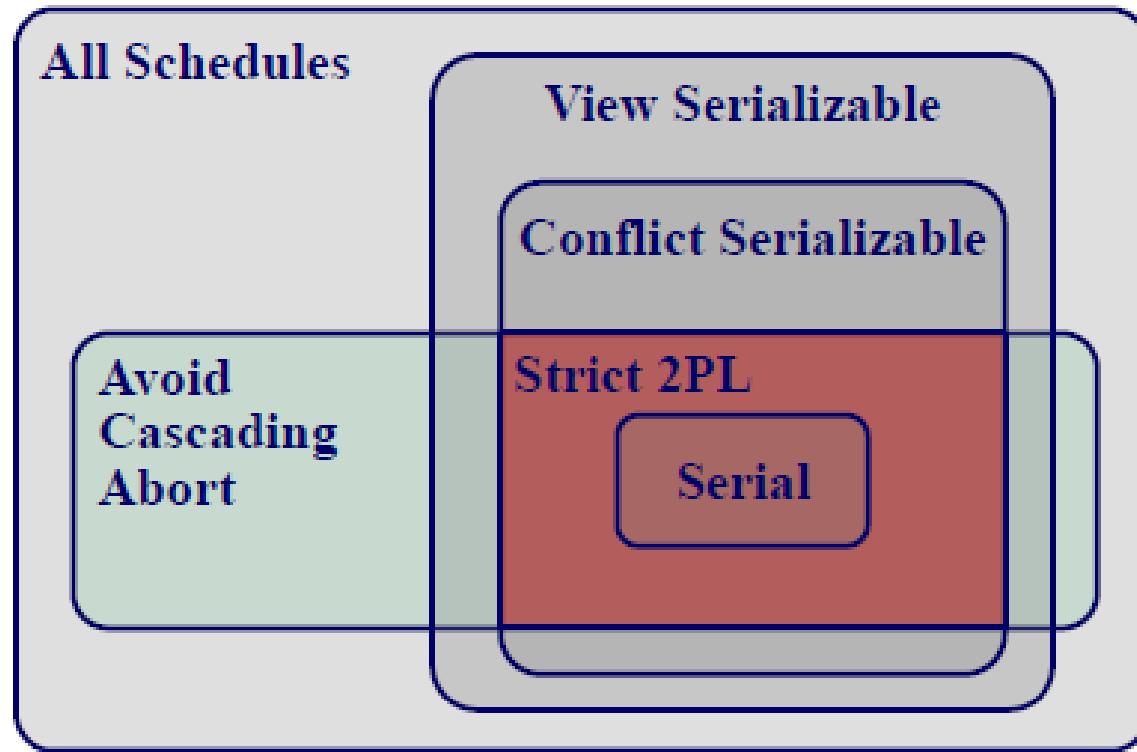 All Schedules
View Serializable
Conflict Serializable
Avoid
Cascading
Abort
Strict 2PL
Serial